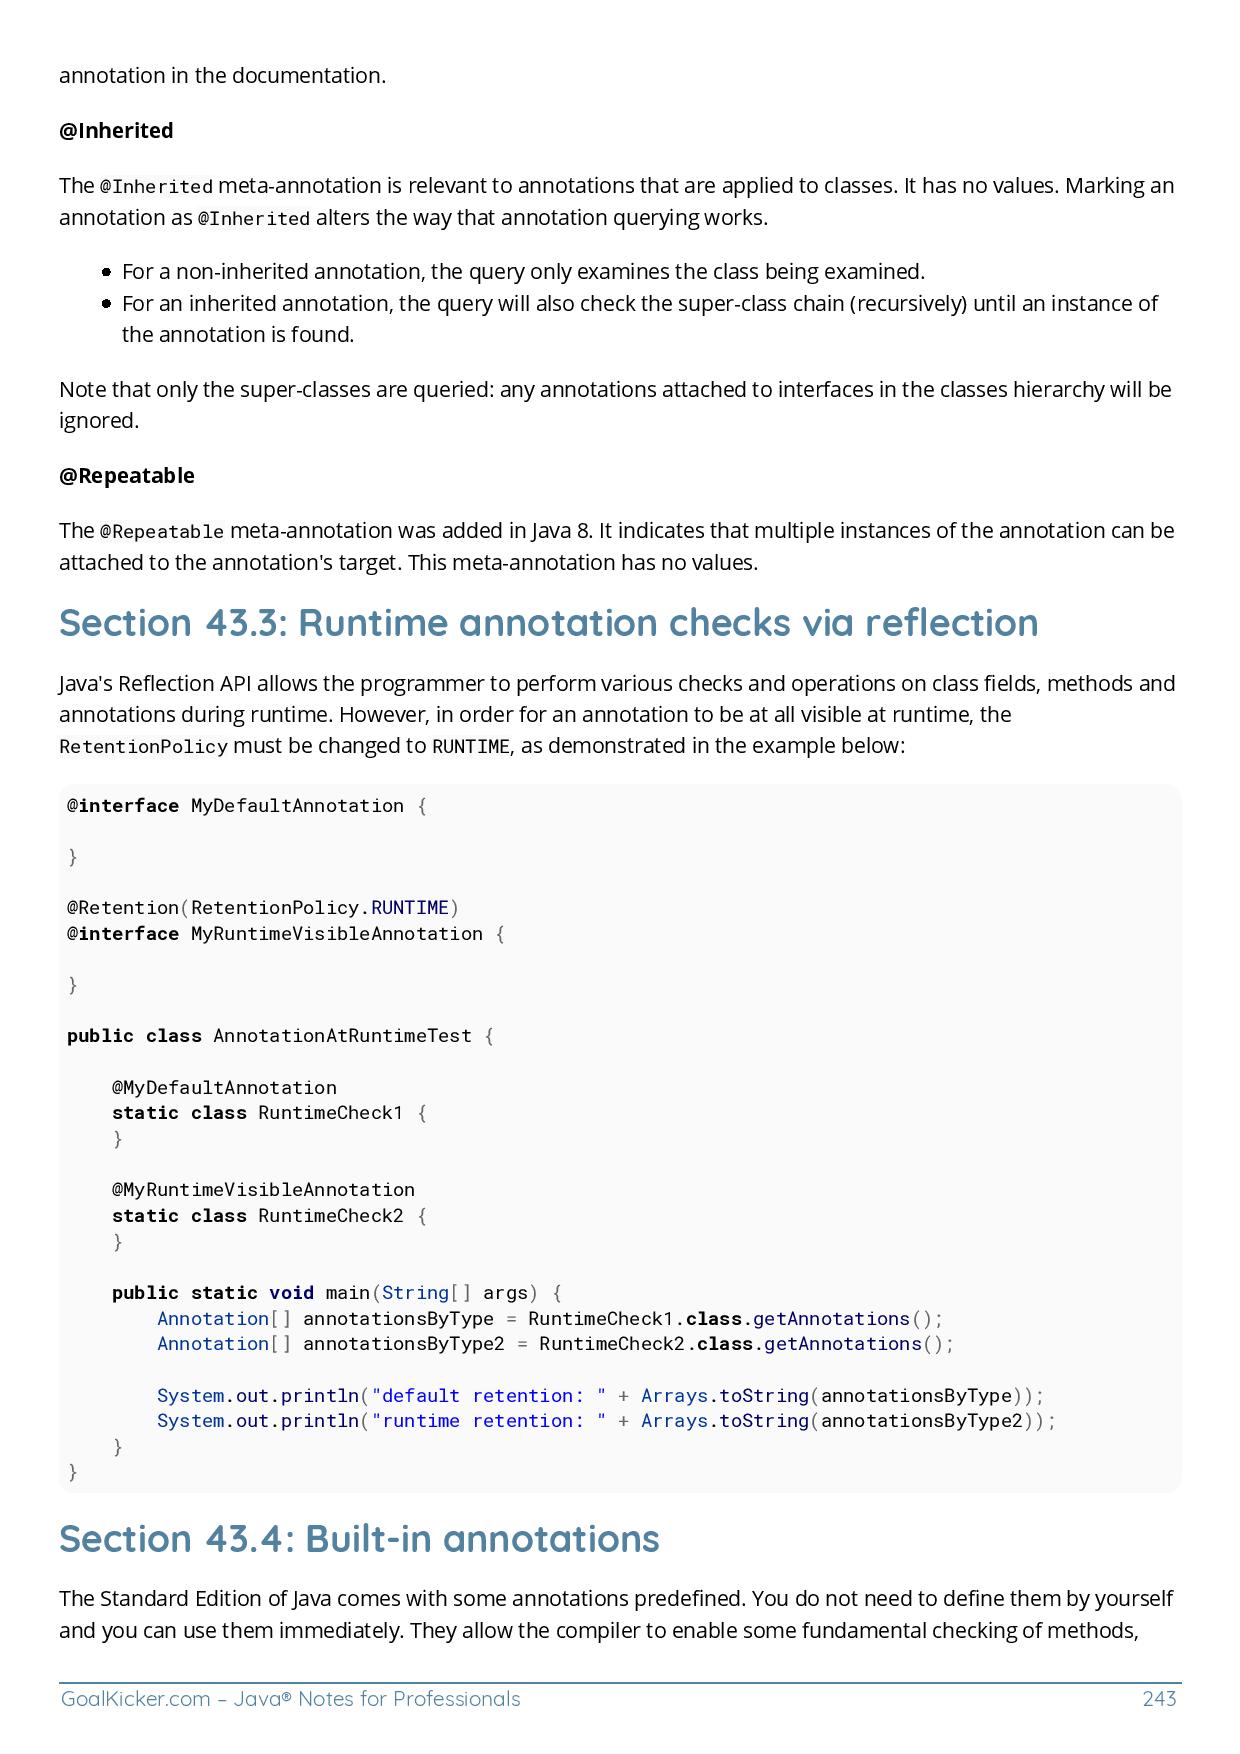 annotation in the documentation.
@Inherited
The @Inherited meta-annotation is relevant to annotations that are applied to classes. It has no values. Marking an
annotation as @Inherited alters the way that annotation querying works.
● For a non-inherited annotation, the query only examines the class being examined.
● For an inherited annotation, the query will also check the super-class chain (recursively) until an instance of
the annotation is found.
Note that only the super-classes are queried: any annotations attached to interfaces in the classes hierarchy will be
ignored.
@Repeatable
The @Repeatable meta-annotation was added in Java 8. It indicates that multiple instances of the annotation can be
attached to the annotation's target. This meta-annotation has no values.
Section 43.3: Runtime annotation checks via reflection
Java's Reflection API allows the programmer to perform various checks and operations on class fields, methods and
annotations during runtime. However, in order for an annotation to be at all visible at runtime, the
RetentionPolicy must be changed to RUNTIME, as demonstrated in the example below:
@interface MyDefaultAnnotation {
}
@Retention(RetentionPolicy.RUNTIME)
@interface MyRuntimeVisibleAnnotation {
}
public class AnnotationAtRuntimeTest {
@MyDefaultAnnotation
static class RuntimeCheck1 {
}
@MyRuntimeVisibleAnnotation
static class RuntimeCheck2 {
}
public static void main(String[] args) {
Annotation[] annotationsByType = RuntimeCheck1.class.getAnnotations();
Annotation[] annotationsByType2 = RuntimeCheck2.class.getAnnotations();
System.out.println("default retention: " + Arrays.toString(annotationsByType));
System.out.println("runtime retention: " + Arrays.toString(annotationsByType2));
}
}
Section 43.4: Built-in annotations
The Standard Edition of Java comes with some annotations predefined. You do not need to define them by yourself
and you can use them immediately. They allow the compiler to enable some fundamental checking of methods,
GoalKicker.com – Java® Notes for Professionals 243